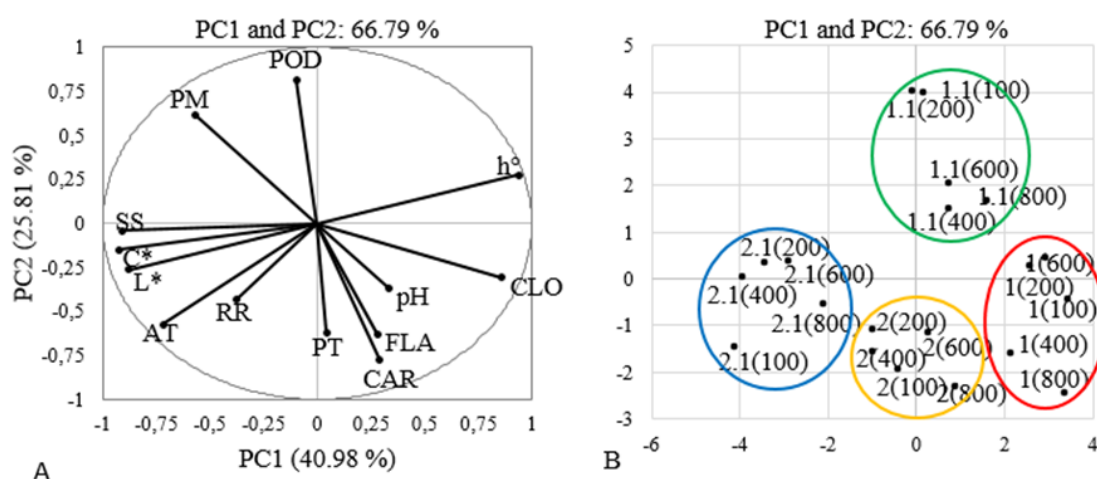 PC1 and PC2: 66.79 %
1
0,75
0,5
0,25
0
-0,25
-0,5
-0,75
-1
PC2 (25.81 %)
POD
PM
h°
SS
C*
L*
CLO
pH
RR
AT
PT
FLA
CAR
-1
-0,75
-0,5
-0,25
0
0,25
0,5
0,75
1
PC1 (40.98 %)
A
PC1 and PC2: 66.79 %
5
4
3
2
1
0
-1
-2
-3
1.1(100)
1.1(200)
1.1(600)
1.1(800)
1.1(400)
2.1(200)
2.1(600)
2.1(400)
2.1(800)
2.1(100)
1(600)
1(200)
1(100)
1(400)
1(800)
2(200)
2(600)
2(400)
2(100)
2(800)
-6
-4
-2
0
2
4
B